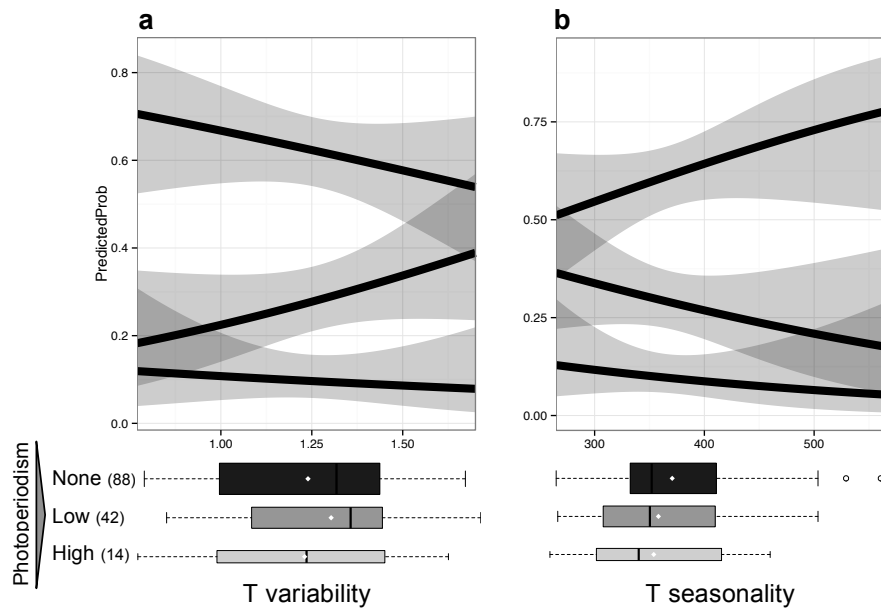 a
b
PredictedProb
0.8
0.6
0.4
0.2
0.0
1.00 1.25 1.50
0.75
0.50
0.25
0.00
300 400 500
Photoperiodism
None (88)
Low (42)
High (14)
T variability
T seasonality